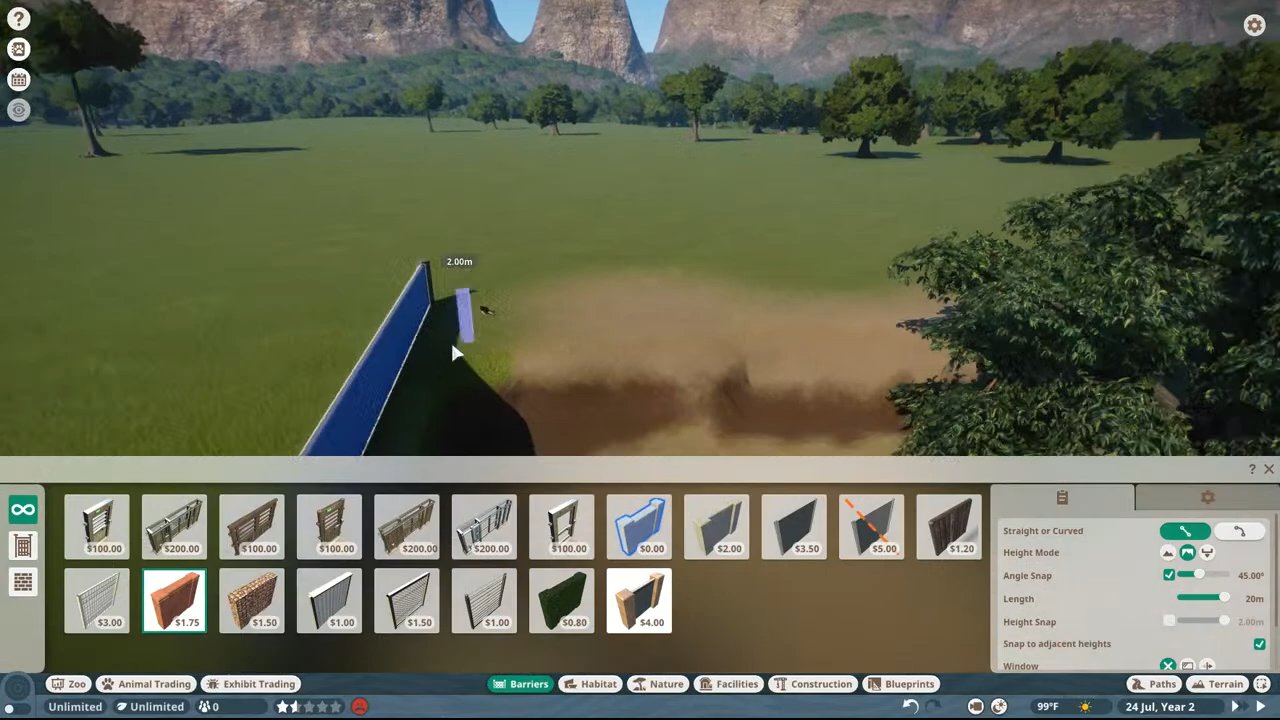 ?
2.00m
? ×
$100.00 $200.00 $100.00 $100.00 $200.00 $200.00 $100.00 $0.00 $2.00 $3.50 $5.00 $1.20
$3.00 $1.75 $1.50 $1.00 $1.50 $1.00 $0.80 $4.00
Straight or Curved
Height Mode
Angle Snap 45.00°
Length 20m
Height Snap 2.00m
Snap to adjacent heights
Window
Zoo Animal Trading Exhibit Trading Barriers Habitat Nature Facilities Construction Blueprints Paths Terrain
Unlimited Unlimited 0 99°F 24 Jul, Year 2